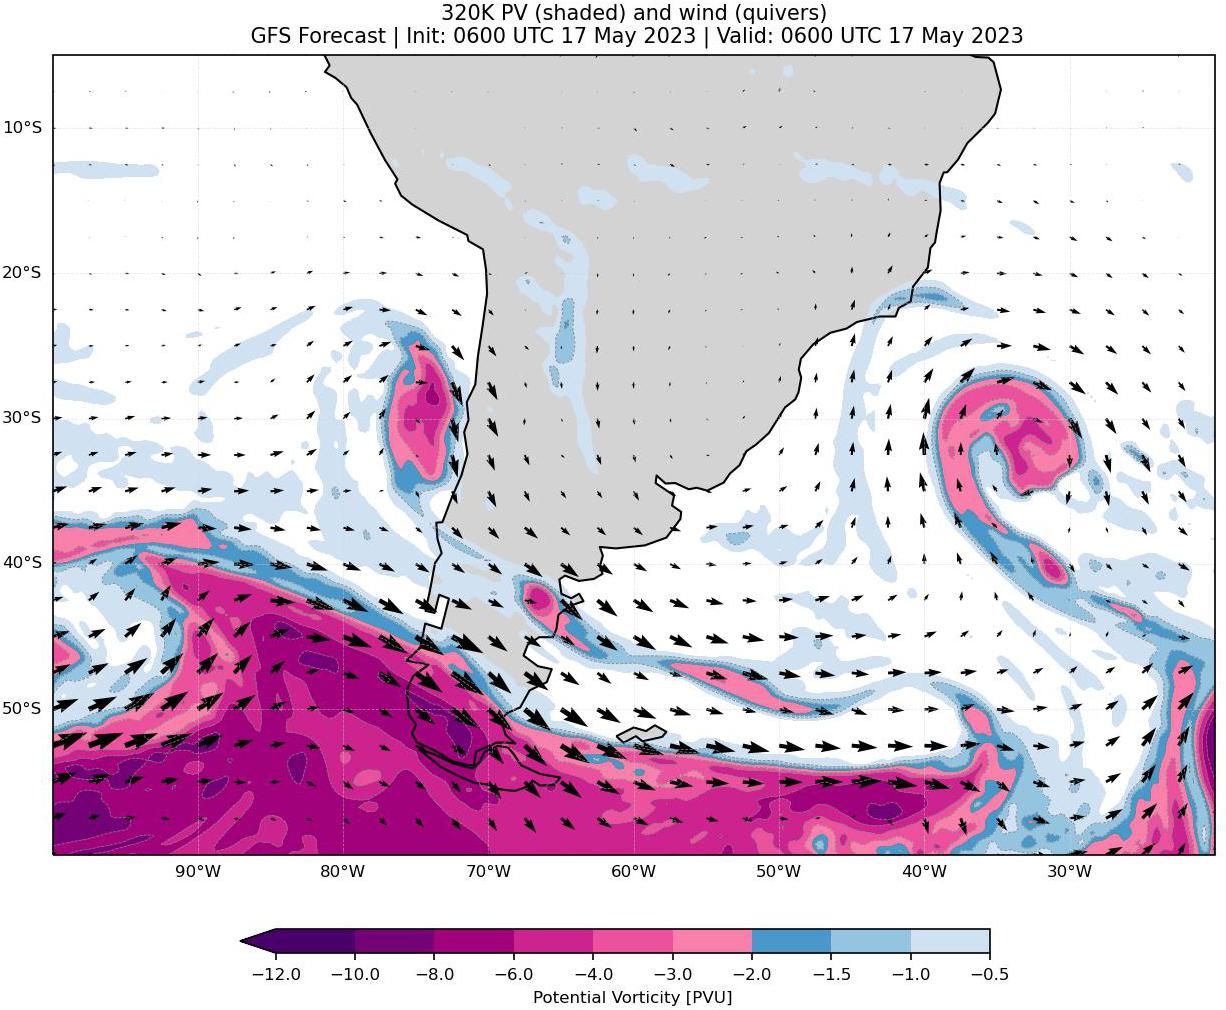 320K PV (shaded) and wind (quivers)
GFS Forecast | Init: 0600 UTC 17 May 2023 | Valid: 0600 UTC 17 May 2023
10°S
20°S
30°S
40°S
50°S
90°W 80°W 70°W 60°W 50°W 40°W 30°W
−12.0 −10.0 −8.0 −6.0 −4.0 −3.0 −2.0 −1.5 −1.0 −0.5
Potential Vorticity [PVU]